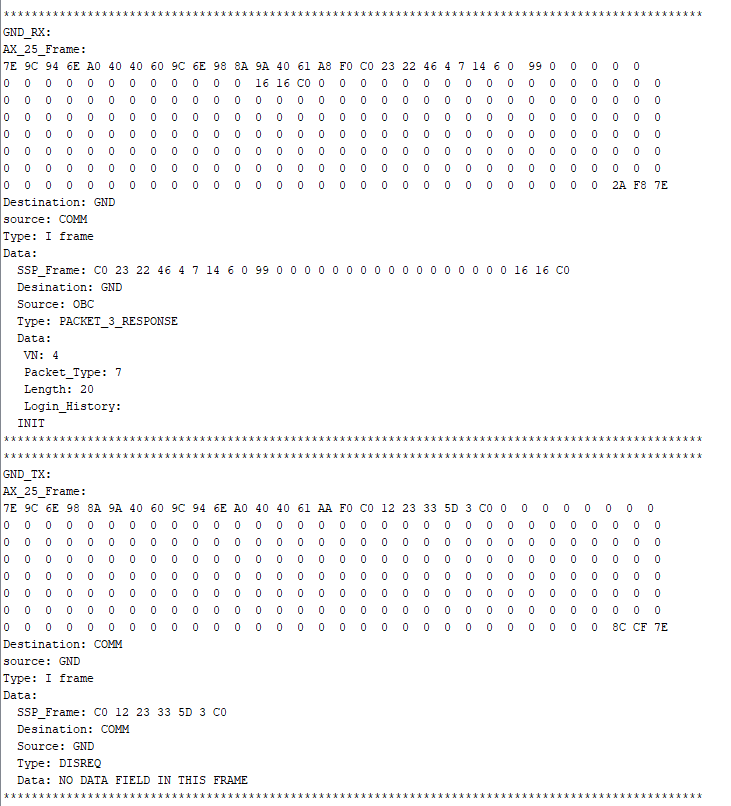 ****************************************************************************************************
GND_RX:
AX_25_Frame:
7E 9C 94 6E A0 40 40 60 9C 6E 98 8A 9A 40 61 A8 F0 C0 23 22 46 4 7 14 6 0 99 0 0 0 0 0
0 0 0 0 0 0 0 0 0 0 0 0 16 16 C0 0 0 0 0 0 0 0 0 0 0 0 0 0 0 0 0 0
0 0 0 0 0 0 0 0 0 0 0 0 0 0 0 0 0 0 0 0 0 0 0 0 0 0 0 0 0 0 0 0
0 0 0 0 0 0 0 0 0 0 0 0 0 0 0 0 0 0 0 0 0 0 0 0 0 0 0 0 0 0 0 0
0 0 0 0 0 0 0 0 0 0 0 0 0 0 0 0 0 0 0 0 0 0 0 0 0 0 0 0 0 0 0 0
0 0 0 0 0 0 0 0 0 0 0 0 0 0 0 0 0 0 0 0 0 0 0 0 0 0 0 0 0 0 0 0
0 0 0 0 0 0 0 0 0 0 0 0 0 0 0 0 0 0 0 0 0 0 0 0 0 0 0 0 0 0 0 0
0 0 0 0 0 0 0 0 0 0 0 0 0 0 0 0 0 0 0 0 0 0 0 0 0 0 0 0 0 2A F8 7E
Destination: GND
source: COMM
Type: I frame
Data:
SSP_Frame: C0 23 22 46 4 7 14 6 0 99 0 0 0 0 0 0 0 0 0 0 0 0 0 0 0 0 0 16 16 C0
Desination: GND
Source: OBC
Type: PACKET_3_RESPONSE
Data:
VN: 4
Packet_Type: 7
Length: 20
Login_History:
INIT
****************************************************************************************************
****************************************************************************************************
GND_TX:
AX_25_Frame:
7E 9C 6E 98 8A 9A 40 60 9C 94 6E A0 40 40 61 AA F0 C0 12 23 33 5D 3 C0 0 0 0 0 0 0 0 0
0 0 0 0 0 0 0 0 0 0 0 0 0 0 0 0 0 0 0 0 0 0 0 0 0 0 0 0 0 0 0 0
0 0 0 0 0 0 0 0 0 0 0 0 0 0 0 0 0 0 0 0 0 0 0 0 0 0 0 0 0 0 0 0
0 0 0 0 0 0 0 0 0 0 0 0 0 0 0 0 0 0 0 0 0 0 0 0 0 0 0 0 0 0 0 0
0 0 0 0 0 0 0 0 0 0 0 0 0 0 0 0 0 0 0 0 0 0 0 0 0 0 0 0 0 0 0 0
0 0 0 0 0 0 0 0 0 0 0 0 0 0 0 0 0 0 0 0 0 0 0 0 0 0 0 0 0 0 0 0
0 0 0 0 0 0 0 0 0 0 0 0 0 0 0 0 0 0 0 0 0 0 0 0 0 0 0 0 0 0 0 0
0 0 0 0 0 0 0 0 0 0 0 0 0 0 0 0 0 0 0 0 0 0 0 0 0 0 0 0 0 8C CF 7E
Destination: COMM
source: GND
Type: I frame
Data:
SSP_Frame: C0 12 23 33 5D 3 C0
Desination: COMM
Source: GND
Type: DISREQ
Data: NO DATA FIELD IN THIS FRAME
****************************************************************************************************